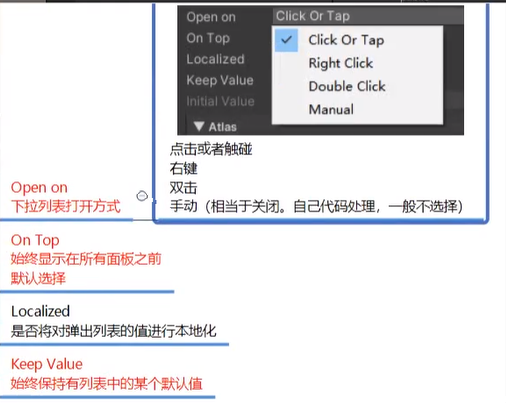 Open on
Click Or Tap
On Top
Click Or Tap
Localized
Right Click
Keep Value
Double Click
Initial Value
Manual
Atlas
点击或者触碰
右键
双击
手动（相当于关闭。自己代码处理，一般不选择）
Open on
下拉列表打开方式
On Top
始终显示在所有面板之前
默认选择
Localized
是否将对弹出列表的值进行本地化
Keep Value
始终保持有列表中的某个默认值